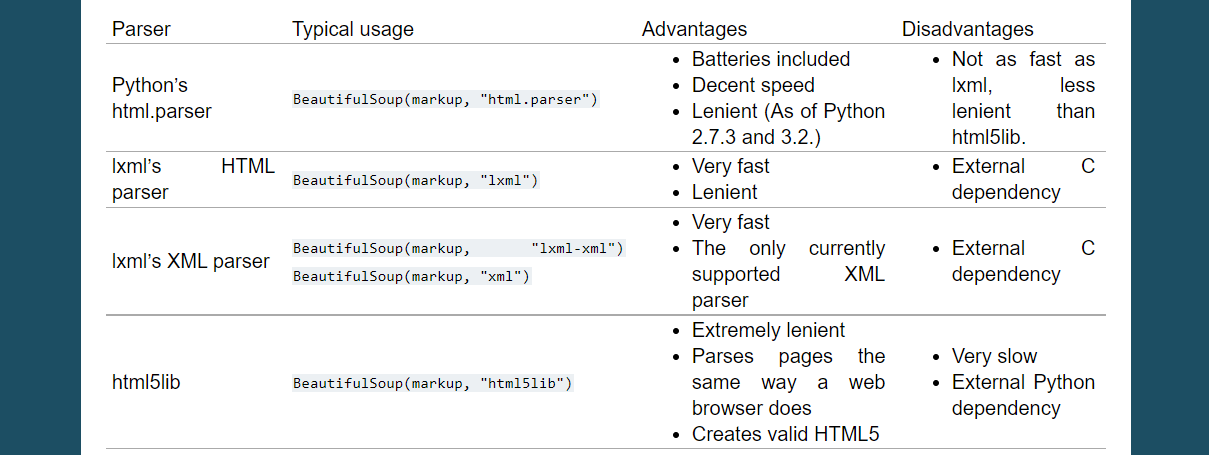 Parser Typical usage Advantages Disadvantages
Python's
html.parser
BeautifulSoup(markup, "html.parser")
• Batteries included
• Decent speed
• Lenient (As of Python
2.7.3 and 3.2.)
• Not as fast as
lxml, less
lenient than
html5lib.
lxml's HTML
parser
BeautifulSoup(markup, "lxml")
• Very fast
• Lenient
• External C
dependency
lxml's XML parser
BeautifulSoup(markup, "lxml-xml")
BeautifulSoup(markup, "xml")
• Very fast
• The only currently
supported XML
parser
• External C
dependency
html5lib
BeautifulSoup(markup, "html5lib")
• Extremely lenient
• Parses pages the
same way a web
browser does
• Creates valid HTML5
• Very slow
• External Python
dependency